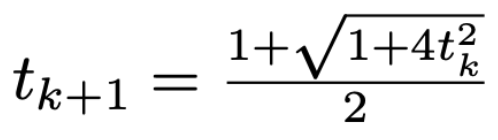 $t_{k+1} = \frac{1+\sqrt{1+4t_k^2}}{2}$